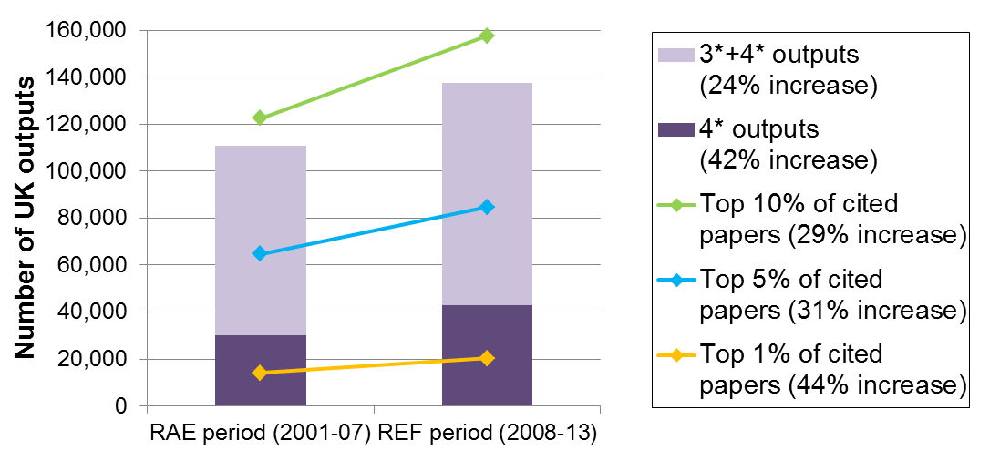 Number of UK outputs
160,000
140,000
120,000
100,000
80,000
60,000
40,000
20,000
0
RAE period (2001-07) REF period (2008-13)
3*+4* outputs
(24% increase)
4* outputs
(42% increase)
Top 10% of cited
papers (29% increase)
Top 5% of cited
papers (31% increase)
Top 1% of cited
papers (44% increase)